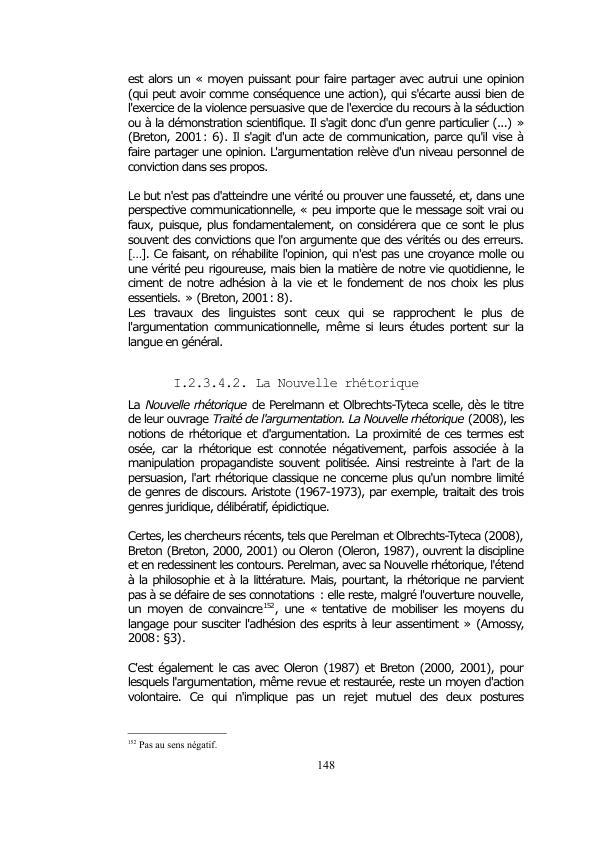 est alors un « moyen puissant pour faire partager avec autrui une opinion
(qui peut avoir comme conséquence une action), qui s'écarte aussi bien de
l'exercice de la violence persuasive que de l'exercice du recours à la séduction
ou à la démonstration scientifique. Il s'agit donc d'un genre particulier (...) »
(Breton, 2001 : 6). Il s'agit d'un acte de communication, parce qu'il vise à
faire partager une opinion. L'argumentation relève d'un niveau personnel de
conviction dans ses propos.
Le but n'est pas d'atteindre une vérité ou prouver une fausseté, et, dans une
perspective communicationnelle, « peu importe que le message soit vrai ou
faux, puisque, plus fondamentalement, on considérera que ce sont le plus
souvent des convictions que l'on argumente que des vérités ou des erreurs.
[…]. Ce faisant, on réhabilite l'opinion, qui n'est pas une croyance molle ou
une vérité peu rigoureuse, mais bien la matière de notre vie quotidienne, le
ciment de notre adhésion à la vie et le fondement de nos choix les plus
essentiels. » (Breton, 2001 : 8).
Les travaux des linguistes sont ceux qui se rapprochent le plus de
l'argumentation communicationnelle, même si leurs études portent sur la
langue en général.
I.2.3.4.2. La Nouvelle rhétorique
La Nouvelle rhétorique de Perelmann et Olbrechts-Tyteca scelle, dès le titre
de leur ouvrage Traité de l'argumentation. La Nouvelle rhétorique (2008), les
notions de rhétorique et d'argumentation. La proximité de ces termes est
osée, car la rhétorique est connotée négativement, parfois associée à la
manipulation propagandiste souvent politisée. Ainsi restreinte à l'art de la
persuasion, l'art rhétorique classique ne concerne plus qu'un nombre limité
de genres de discours. Aristote (1967-1973), par exemple, traitait des trois
genres juridique, délibératif, épidictique.
Certes, les chercheurs récents, tels que Perelman et Olbrechts-Tyteca (2008),
Breton (Breton, 2000, 2001) ou Oleron (Oleron, 1987), ouvrent la discipline
et en redessinent les contours. Perelman, avec sa Nouvelle rhétorique, l'étend
à la philosophie et à la littérature. Mais, pourtant, la rhétorique ne parvient
pas à se défaire de ses connotations : elle reste, malgré l'ouverture nouvelle,
un moyen de convaincre152, une « tentative de mobiliser les moyens du
langage pour susciter l'adhésion des esprits à leur assentiment » (Amossy,
2008 : §3).
C'est également le cas avec Oleron (1987) et Breton (2000, 2001), pour
lesquels l'argumentation, même revue et restaurée, reste un moyen d'action
volontaire. Ce qui n'implique pas un rejet mutuel des deux postures
152 Pas au sens négatif.
148